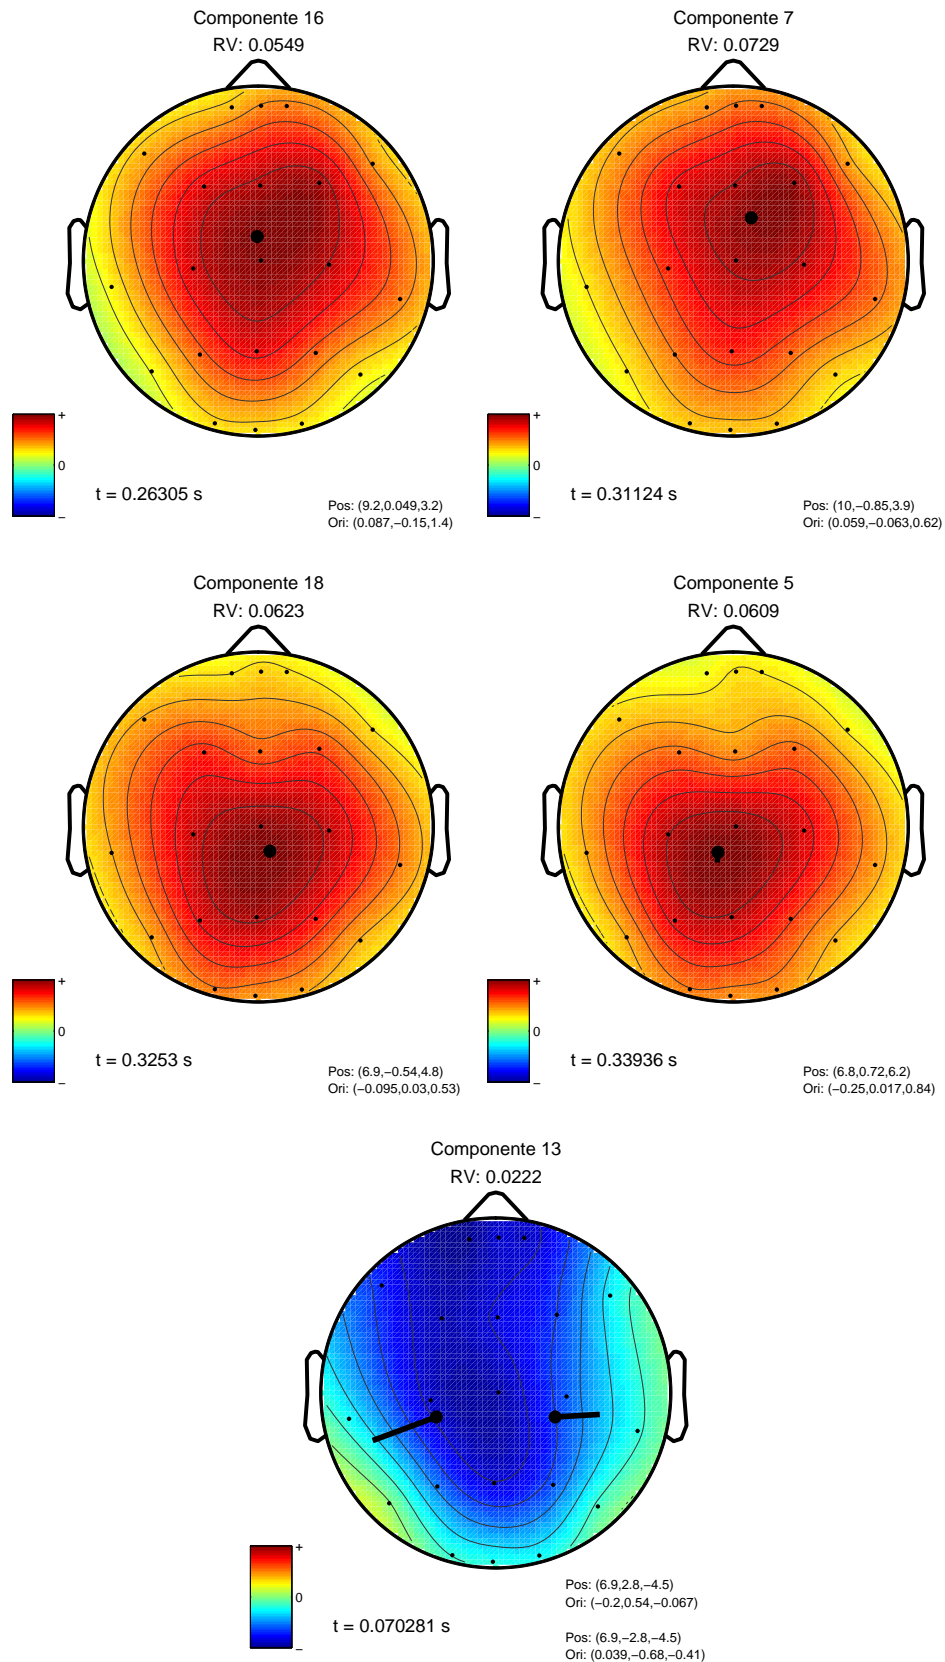 Componente 16
RV: 0.0549
+
0
−
t = 0.26305 s
Pos: (9.2,0.049,3.2)
Ori: (0.087,−0.15,1.4)
Componente 7
RV: 0.0729
+
0
−
t = 0.31124 s
Pos: (10,−0.85,3.9)
Ori: (0.059,−0.063,0.62)
Componente 18
RV: 0.0623
+
0
−
t = 0.3253 s
Pos: (6.9,−0.54,4.8)
Ori: (−0.095,0.03,0.53)
Componente 5
RV: 0.0609
+
0
−
t = 0.33936 s
Pos: (6.8,0.72,6.2)
Ori: (−0.25,0.017,0.84)
Componente 13
RV: 0.0222
+
0
−
t = 0.070281 s
Pos: (6.9,2.8,−4.5)
Ori: (−0.2,0.54,−0.067)
Pos: (6.9,−2.8,−4.5)
Ori: (0.039,−0.68,−0.41)